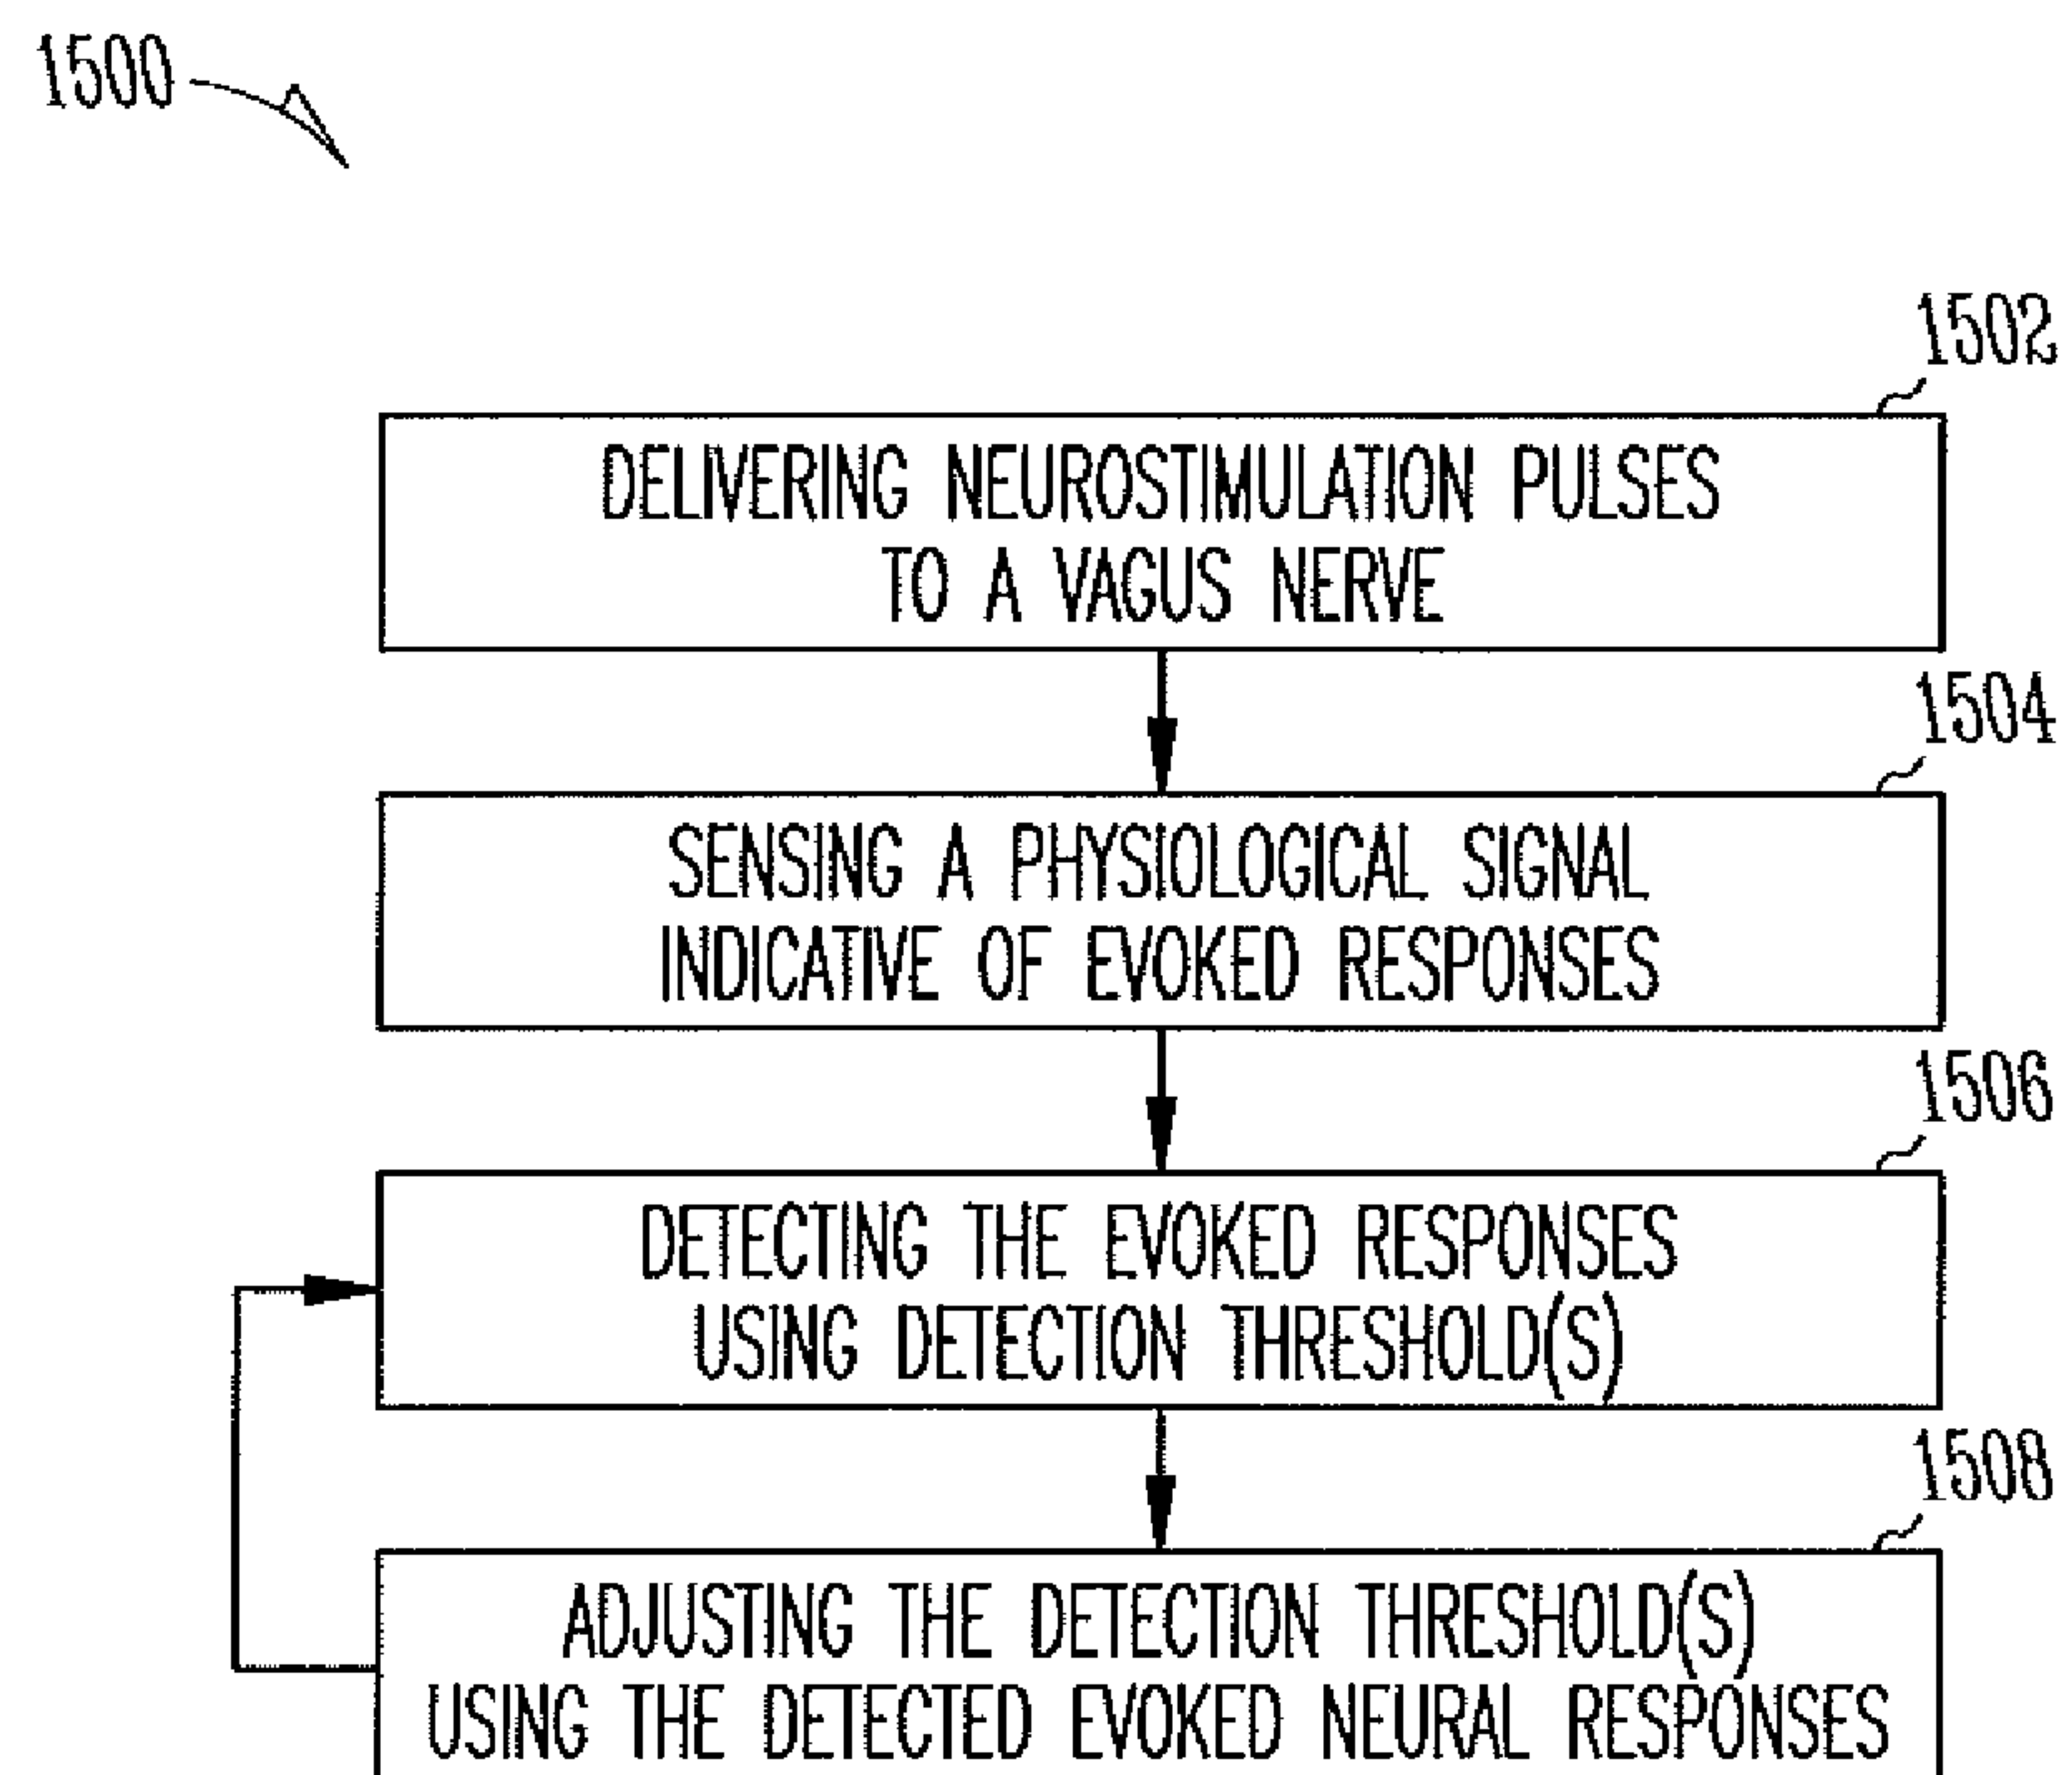 1500
1502
DELIVERING NEUROSTIMULATION PULSES
TO A VAGUS NERVE
1504
SENSING A PHYSIOLOGICAL SIGNAL
INDICATIVE OF EVOKED RESPONSES
1506
DETECTING THE EVOKED RESPONSES
USING DETECTION THRESHOLD(S)
1508
ADJUSTING THE DETECTION THRESHOLD(S)
USING THE DETECTED EVOKED NEURAL RESPONSES